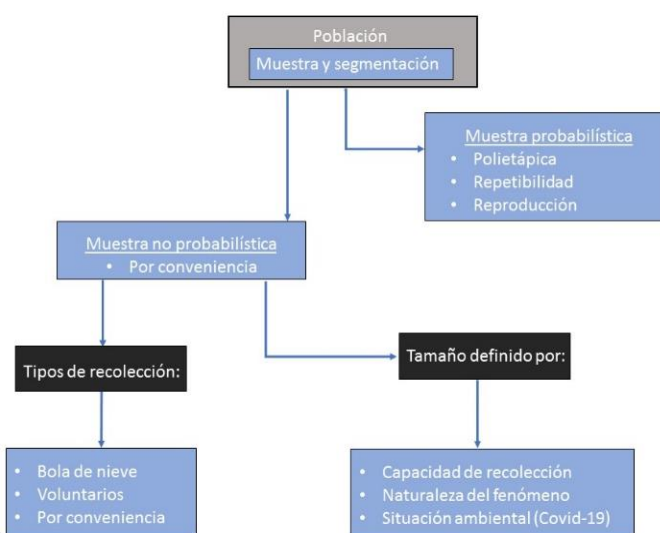 Población
Muestra y segmentación
Muestra probabilística
• Polietápica
• Repetibilidad
• Reproducción
Muestra no probabilística
• Por conveniencia
Tipos de recolección:
Tamaño definido por:
• Bola de nieve
• Voluntarios
• Por conveniencia
• Capacidad de recolección
• Naturaleza del fenómeno
• Situación ambiental (Covid-19)